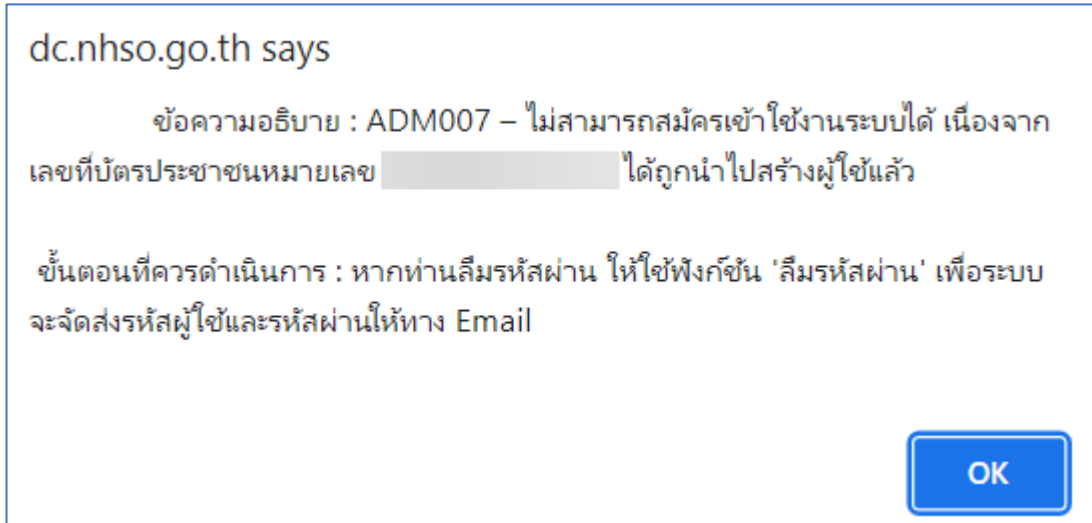 dc.nhso.go.th says
ข้อความอธิบาย : ADM007 – ไม่สามารถสมัครเข้าใช้งานระบบได้ เนื่องจาก
เลขที่บัตรประชาชนหมายเลข ได้ถูกนำไปสร้างผู้ใช้แล้ว
ขั้นตอนที่ควรดำเนินการ : หากท่านลืมรหัสผ่าน ให้ใช้ฟังก์ชัน 'ลืมรหัสผ่าน' เพื่อระบบ
จะจัดส่งรหัสผู้ใช้และรหัสผ่านให้ทาง Email
OK